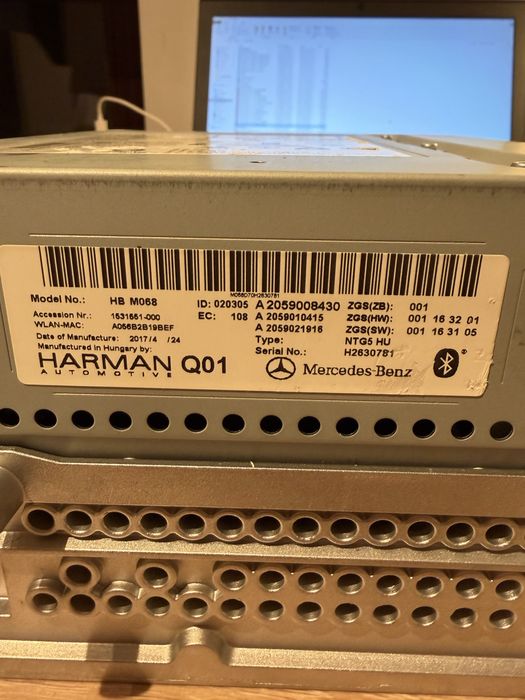 M068D70H2630781
Model No.: HB M068 ID: 020305 A 2059008430 ZGS(ZB): 001
Accession Nr.: 1631661-000 EC: 108 A 2059010415 ZGS(HW): 001 16 32 01
WLAN-MAC: A056B2B19BEF A 2059021916 ZGS(SW): 001 16 31 05
Date of Manufacture: 2017/4 / 24 Type: NTG5 HU
Manufactured in Hungary by: Serial No.: H2630781
HARMAN Q01 Mercedes-Benz
AUTOMOTIVE